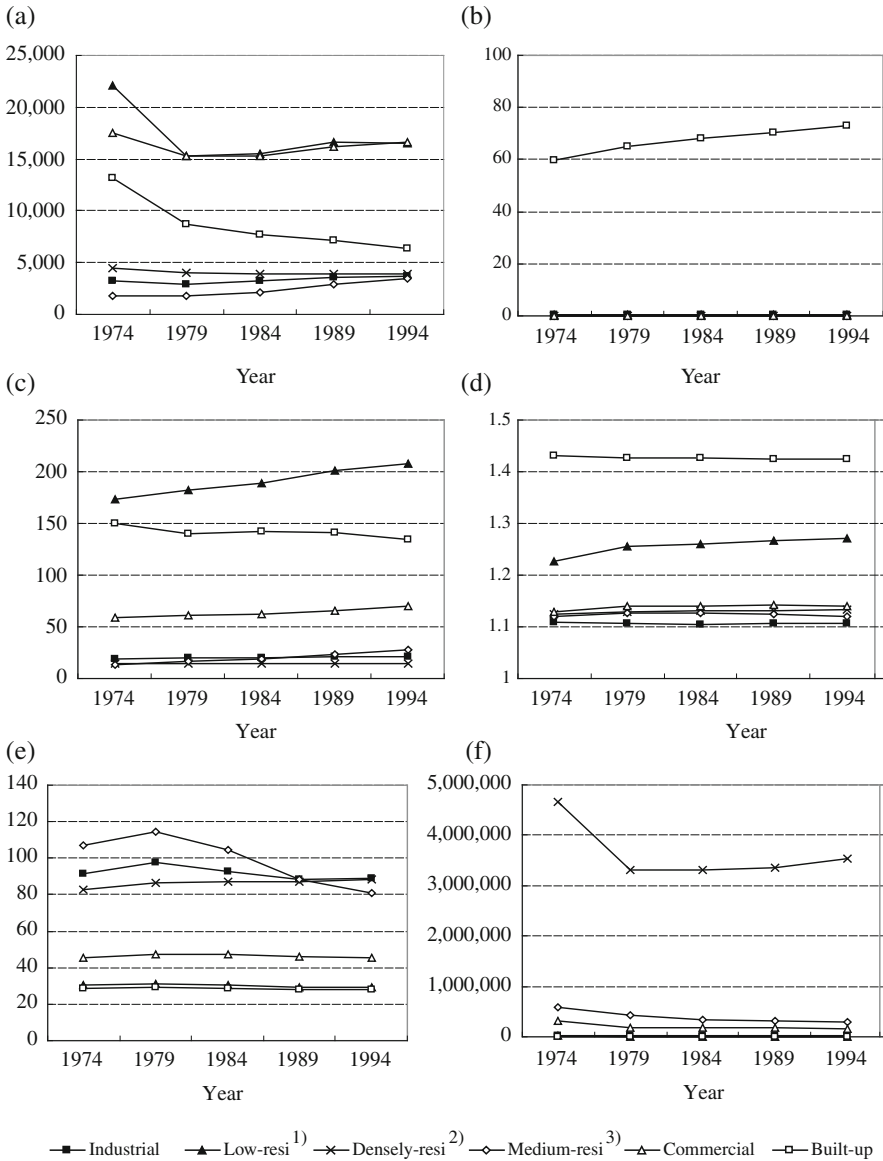 (a)
25,000
20,000
15,000
10,000
5,000
0
1974 1979 1984 1989 1994
Year
(b)
100
80
60
40
20
0
1974 1979 1984 1989 1994
Year
(c)
250
200
150
100
50
0
1974 1979 1984 1989 1994
Year
(d)
1.5
1.4
1.3
1.2
1.1
1
1974 1979 1984 1989 1994
Year
(e)
140
120
100
80
60
40
20
0
1974 1979 1984 1989 1994
Year
(f)
5,000,000
4,000,000
3,000,000
2,000,000
1,000,000
0
1974 1979 1984 1989 1994
Year
Industrial Low-resi 1) Densely-resi 2) Medium-resi 3) Commercial Built-up